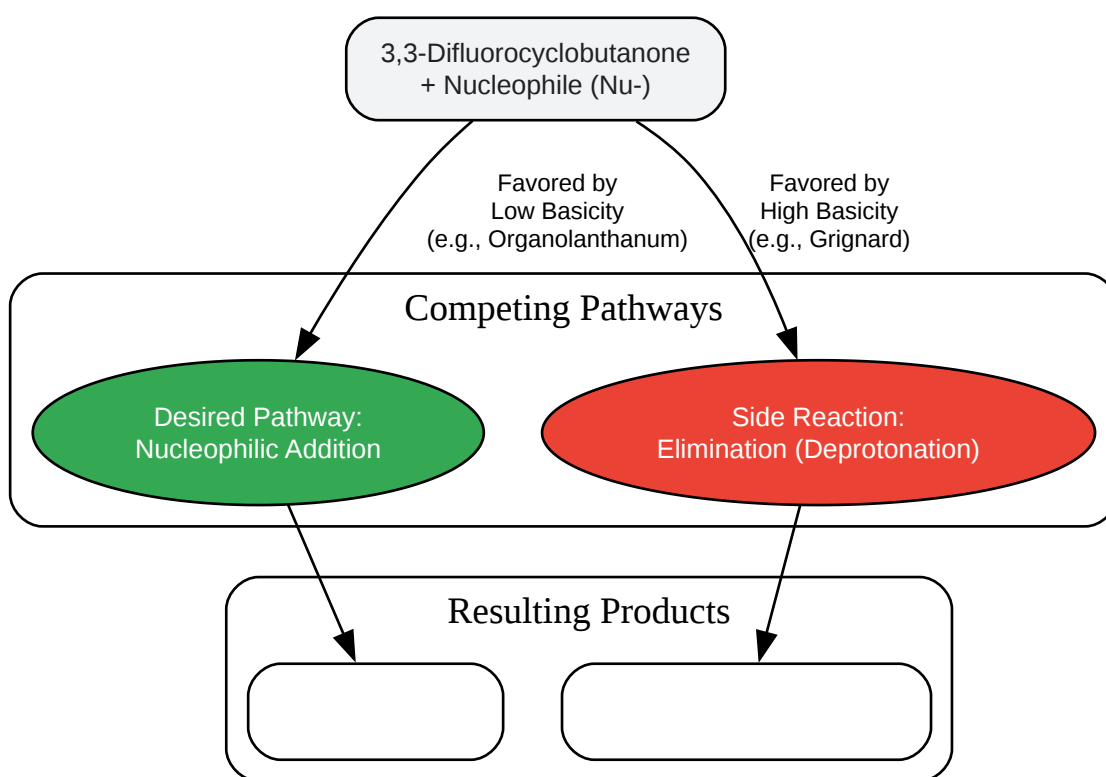 3,3-Difluorocyclobutanone
+ Nucleophile (Nu-)
Favored by
Low Basicity
(e.g., Organolanthanum)
Favored by
High Basicity
(e.g., Grignard)
Competing Pathways
Desired Pathway:
Nucleophilic Addition
Side Reaction:
Elimination (Deprotonation)
Resulting Products